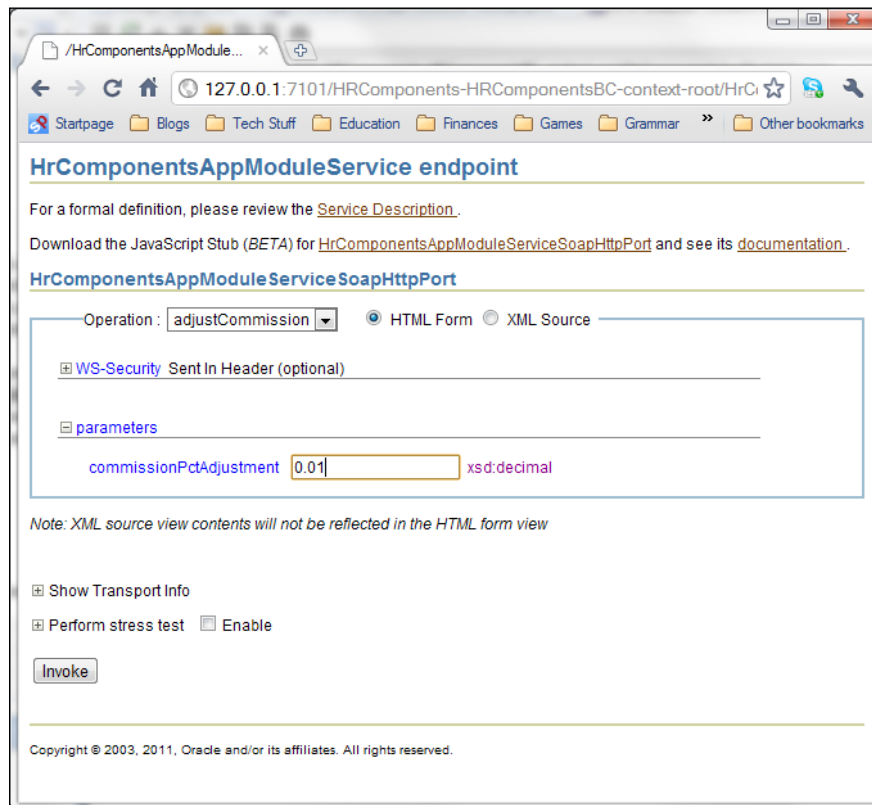 /HrComponentsAppModule...
127.0.0.1:7101/HRComponents-HRComponentsBC-context-root/HrC
Startpage Blogs Tech Stuff Education Finances Games Grammar » Other bookmarks
HrComponentsAppModuleService endpoint
For a formal definition, please review the Service Description .
Download the JavaScript Stub (BETA) for HrComponentsAppModuleServiceSoapHttpPort and see its documentation .
HrComponentsAppModuleServiceSoapHttpPort
Operation : adjustCommission HTML Form XML Source
WS-Security Sent In Header (optional)
parameters
commissionPctAdjustment 0.01 xsd:decimal
Note: XML source view contents will not be reflected in the HTML form view
Show Transport Info
Perform stress test Enable
Invoke
Copyright © 2003, 2011, Oracle and/or its affiliates. All rights reserved.